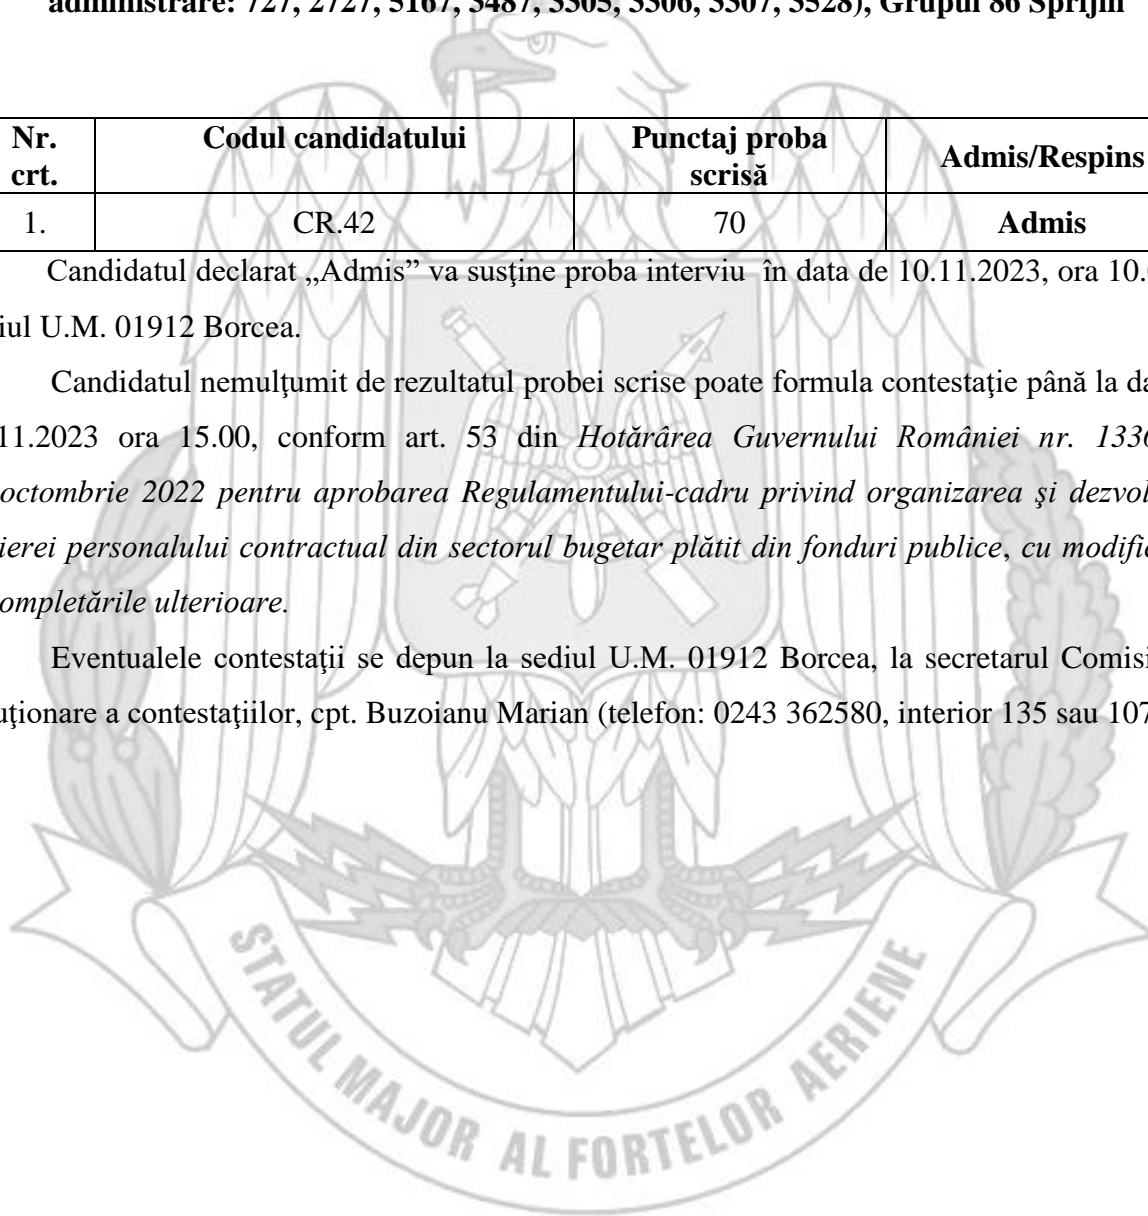 administrare: 727, 2727, 5167, 3487, 3305, 3306, 3307, 3528), Grupul 86 Sprijin
Nr. crt. Codul candidatului Punctaj proba scrisă Admis/Respins
1. CR.42 70 Admis
Candidatul declarat „Admis” va susţine proba interviu în data de 10.11.2023, ora 10.
iul U.M. 01912 Borcea.
Candidatul nemulţumit de rezultatul probei scrise poate formula contestaţie până la da
11.2023 ora 15.00, conform art. 53 din Hotărârea Guvernului României nr. 1336
octombrie 2022 pentru aprobarea Regulamentului-cadru privind organizarea şi dezvol
ierei personalului contractual din sectorul bugetar plătit din fonduri publice, cu modific
ompletările ulterioare.
Eventualele contestaţii se depun la sediul U.M. 01912 Borcea, la secretarul Comisi
uţionare a contestaţiilor, cpt. Buzoianu Marian (telefon: 0243 362580, interior 135 sau 107
STATUL MAJOR AL FORTELOR AERIENE